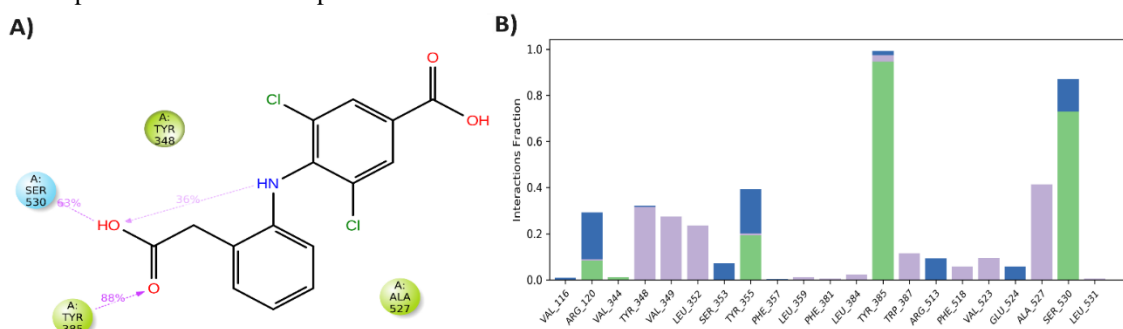 A)
A:
TYR
348
A:
SER
530
63%
HO
O
88%
A:
TYR
385
36%
HN
Cl
Cl
O
OH
A:
ALA
527
B)
Interactions Fraction
1.0
0.8
0.6
0.4
0.2
0.0
VAL_116
ARG_120
VAL_344
TYR_348
VAL_349
LEU_352
SER_353
TYR_355
PHE_357
LEU_359
PHE_381
LEU_384
TYR_385
TRP_387
ARG_513
PHE_518
VAL_523
GLU_524
ALA_527
SER_530
LEU_531